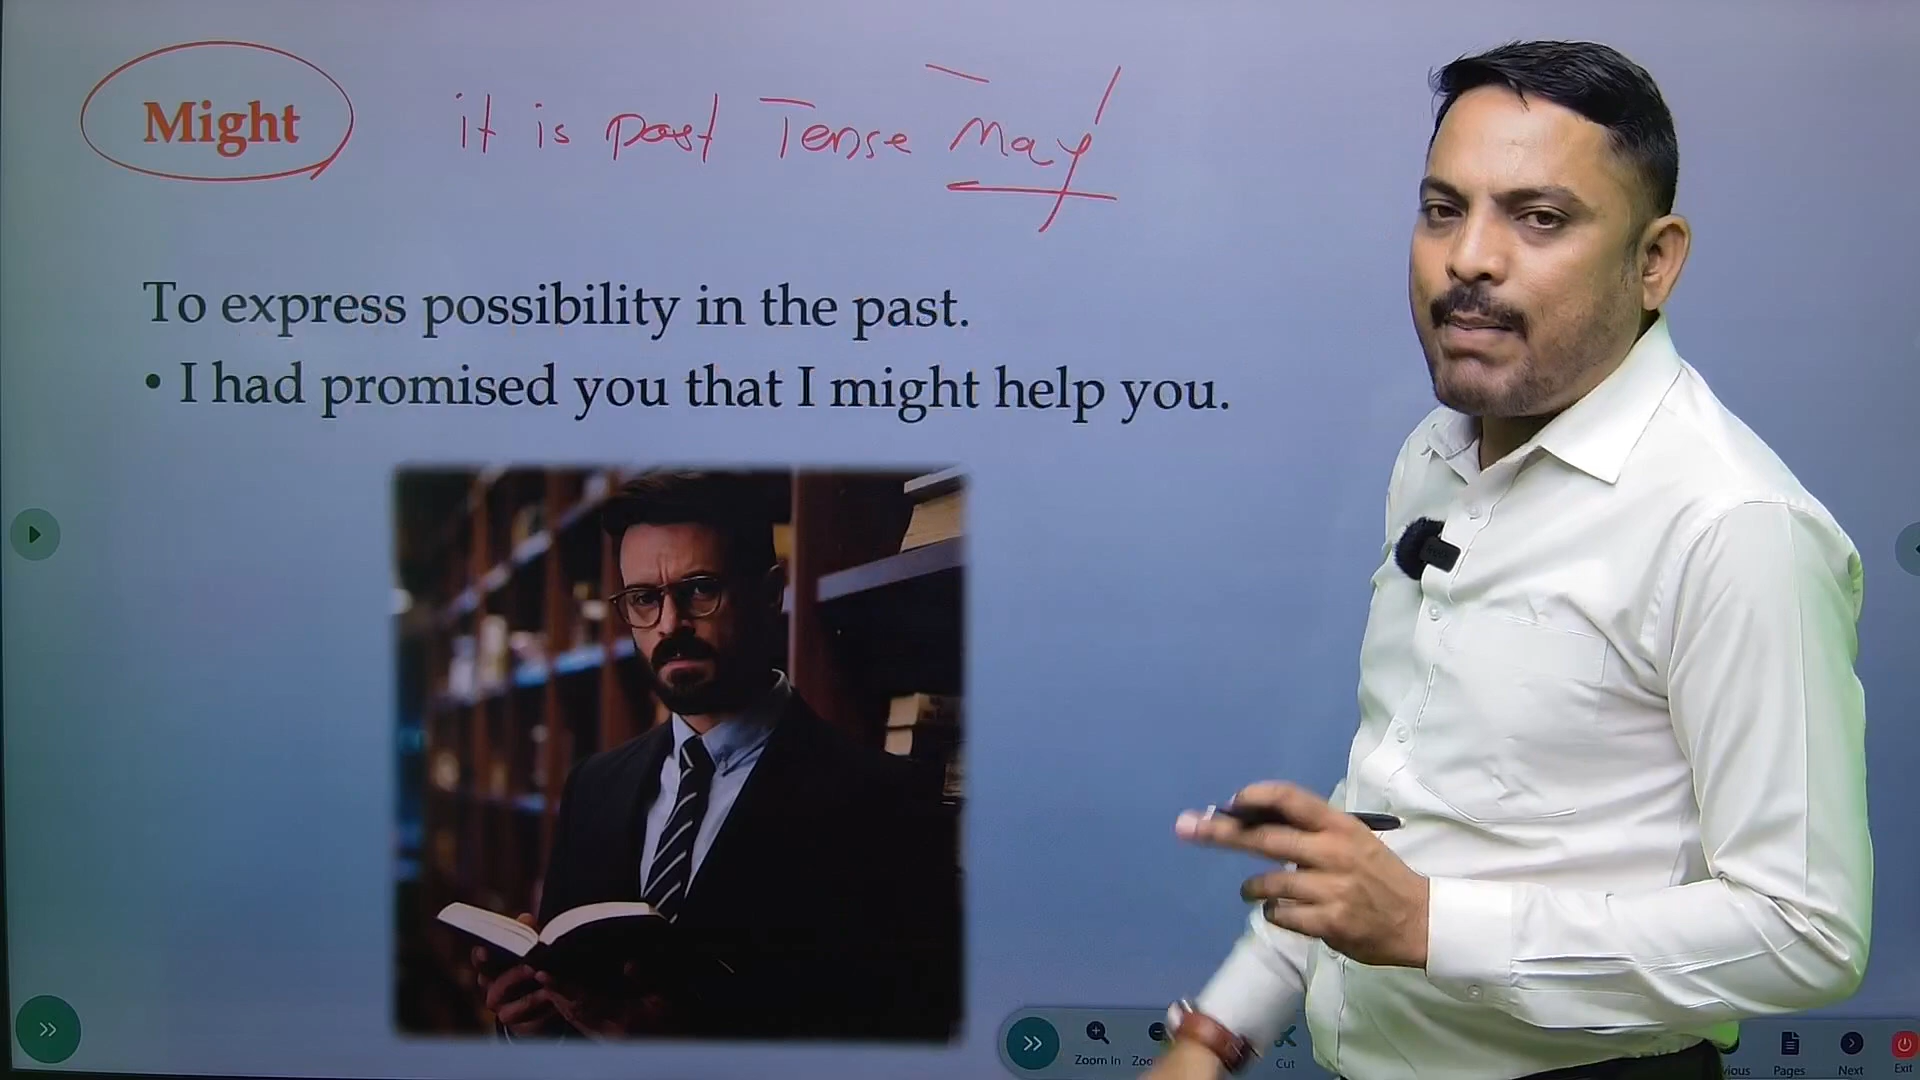 Might it is past Tense May
To express possibility in the past.
• I had promised you that I might help you.
Zoom In Cut Pages Next Exit